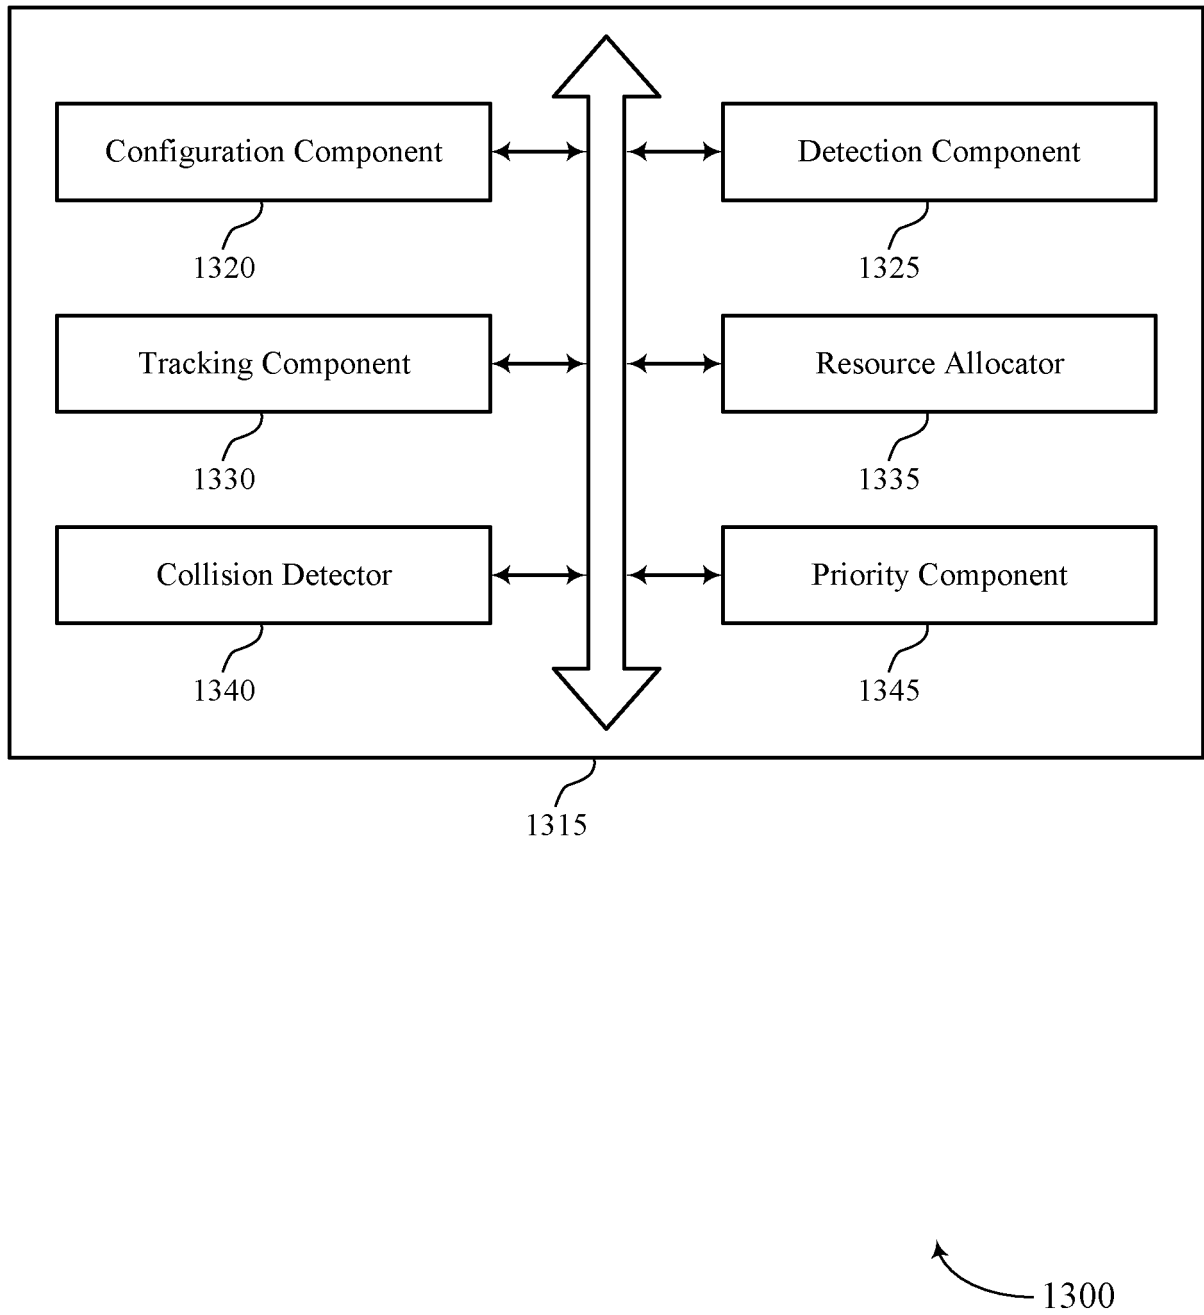 Configuration Component
Detection Component
1320
1325
Tracking Component
Resource Allocator
1330
1335
Collision Detector
Priority Component
1340
1345
1315
1300